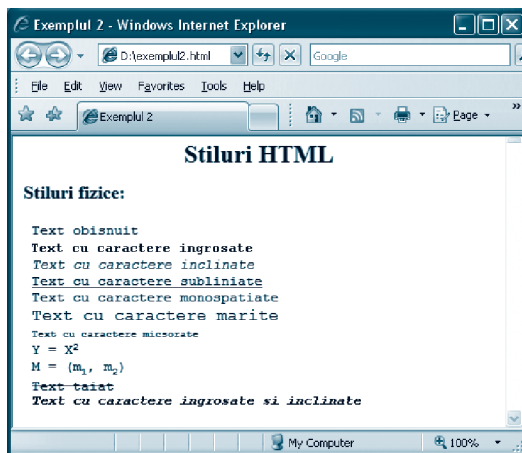 Exemplul 2 - Windows Internet Explorer
D:\exemplul2.html Google
File Edit View Favorites Tools Help
Exemplul 2 Page »
Stiluri HTML
Stiluri fizice:
Text obisnuit
Text cu caractere ingrosate
Text cu caractere inclinate
Text cu caractere subliniate
Text cu caractere monospatiate
Text cu caractere marite
Text cu caractere micsorate
Y = X²
M = (m₁, m₂)
Text taiat
Text cu caractere ingrosate si inclinate
My Computer 100%